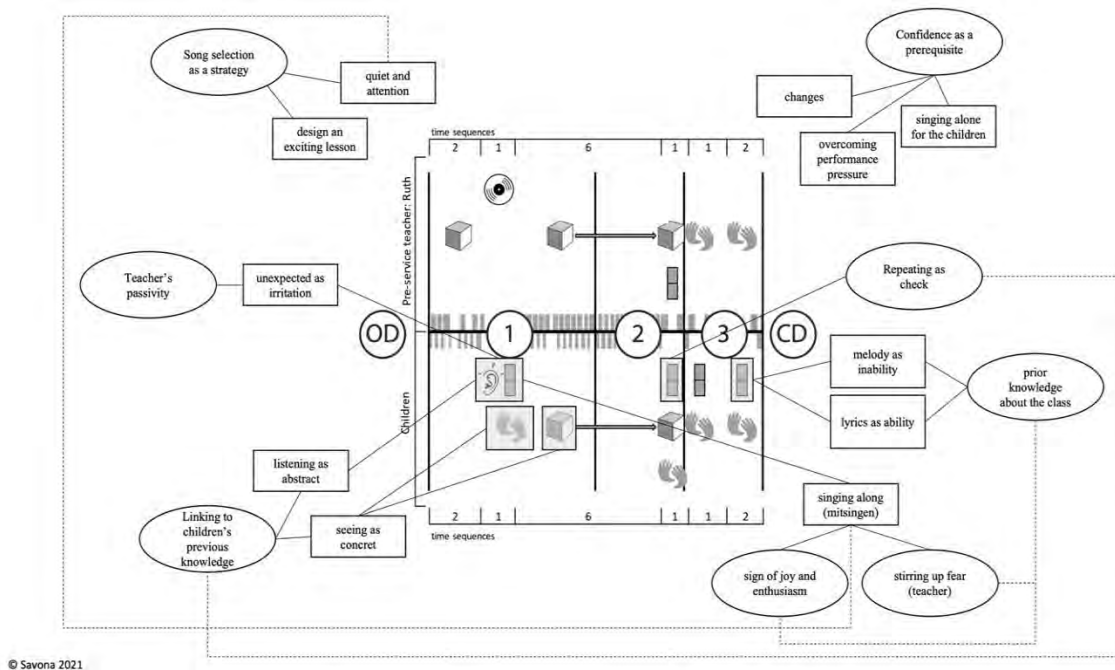 Song selection
as a strategy
quiet and
attention
design an
exciting lesson
Confidence as a
prerequisite
changes
singing alone
for the children
overcoming
performance
pressure
time sequences
2 1 6 1 1 2
Pre-service teacher: Ruth
Teacher's
passivity
unexpected as
irritation
Repeating as
check
OD 1 2 3 CD
melody as
inability
lyrics as ability
prior
knowledge
about the class
Children
listening as
abstract
seeing as
concret
Linking to
children's
previous
knowledge
singing along
(mitsingen)
2 1 6 1 1 2
time sequences
sign of joy and
enthusiasm
stirring up fear
(teacher)
© Savona 2021